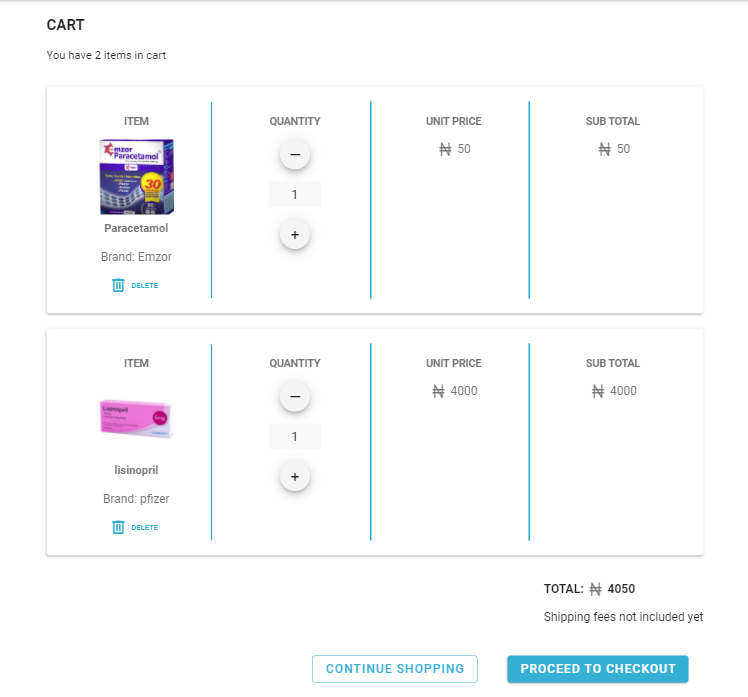 CART
You have 2 items in cart
ITEM
QUANTITY
UNIT PRICE
SUB TOTAL
₦ 50
₦ 50
−
Emzor
Paracetamol
30
1
+
Paracetamol
Brand: Emzor
DELETE
ITEM
QUANTITY
UNIT PRICE
SUB TOTAL
₦ 4000
₦ 4000
−
Lisinopril
5mg
1
+
lisinopril
Brand: pfizer
DELETE
TOTAL: ₦ 4050
Shipping fees not included yet
CONTINUE SHOPPING
PROCEED TO CHECKOUT